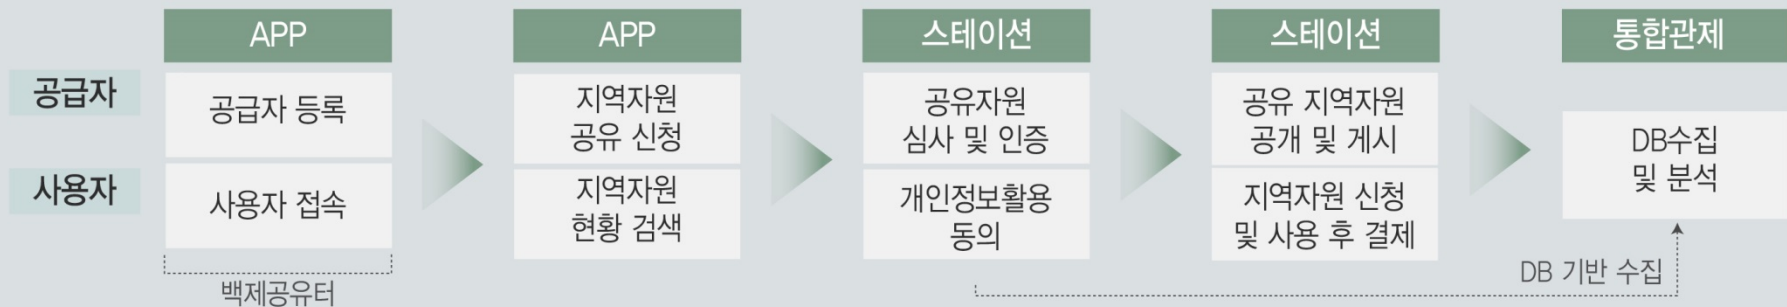 APP
APP
스테이션
스테이션
통합관제
공급자
공급자 등록
지역자원
공유 신청
공유자원
심사 및 인증
공유 지역자원
공개 및 게시
DB수집
및 분석
사용자
사용자 접속
지역자원
현황 검색
개인정보활용
동의
지역자원 신청
및 사용 후 결제
백제공유터
DB 기반 수집